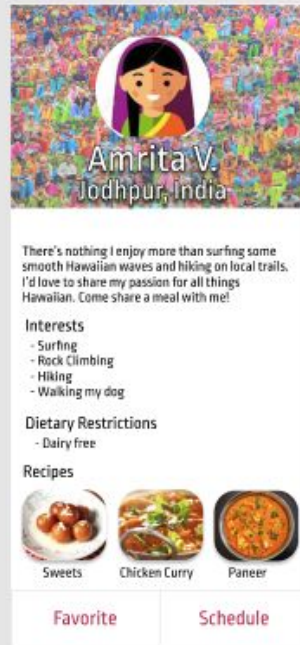 Amrita V.
Jodhpur, India
There's nothing I enjoy more than surfing some
smooth Hawaiian waves and hiking on local trails.
I'd love to share my passion for all things
Hawaiian. Come share a meal with me!
Interests
- Surfing
- Rock Climbing
- Hiking
- Walking my dog
Dietary Restrictions
- Dairy free
Recipes
Sweets Chicken Curry Paneer
Favorite Schedule